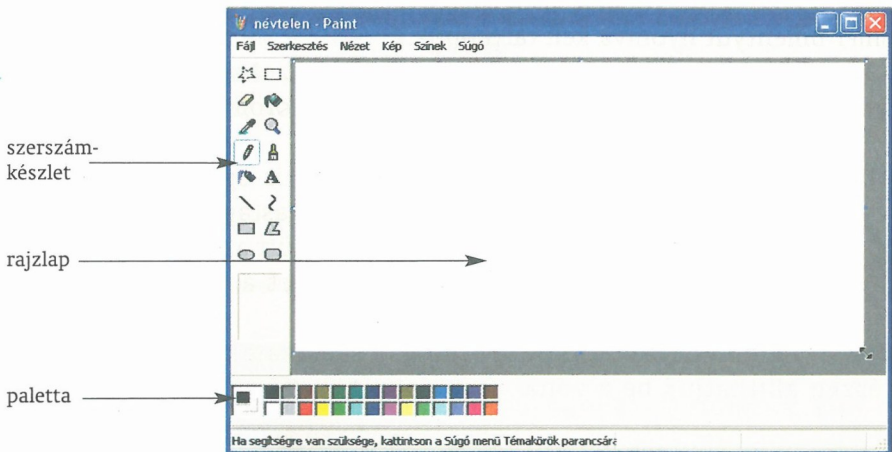 névtelen - Paint
Fájl Szerkesztés Nézet Kép Színek Súgó
szerszám-
készlet
A
rajzlap
paletta
Ha segítségre van szüksége, kattintson a Súgó menü Témakörök parancsára